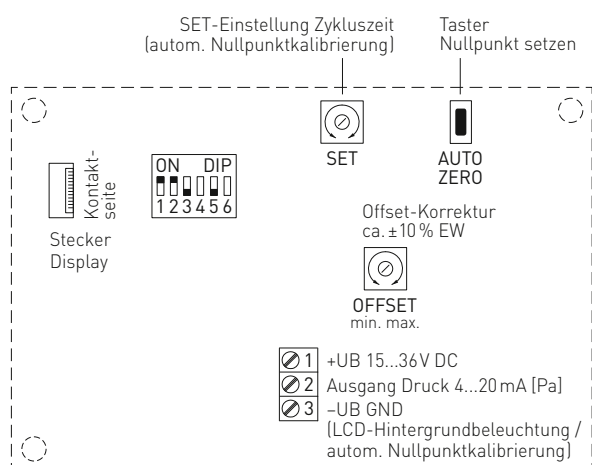 SET-Einstellung Zykluszeit
(autom. Nullpunktkalibrierung)
Taster
Nullpunkt setzen
SET
AUTO
ZERO
ON DIP
1 2 3 4 5 6
Kontakt-
seite
Stecker
Display
Offset-Korrektur
ca. ±10 % EW
OFFSET
min. max.
1 +UB 15...36 V DC
2 Ausgang Druck 4...20 mA [Pa]
3 –UB GND
(LCD-Hintergrundbeleuchtung /
autom. Nullpunktkalibrierung)